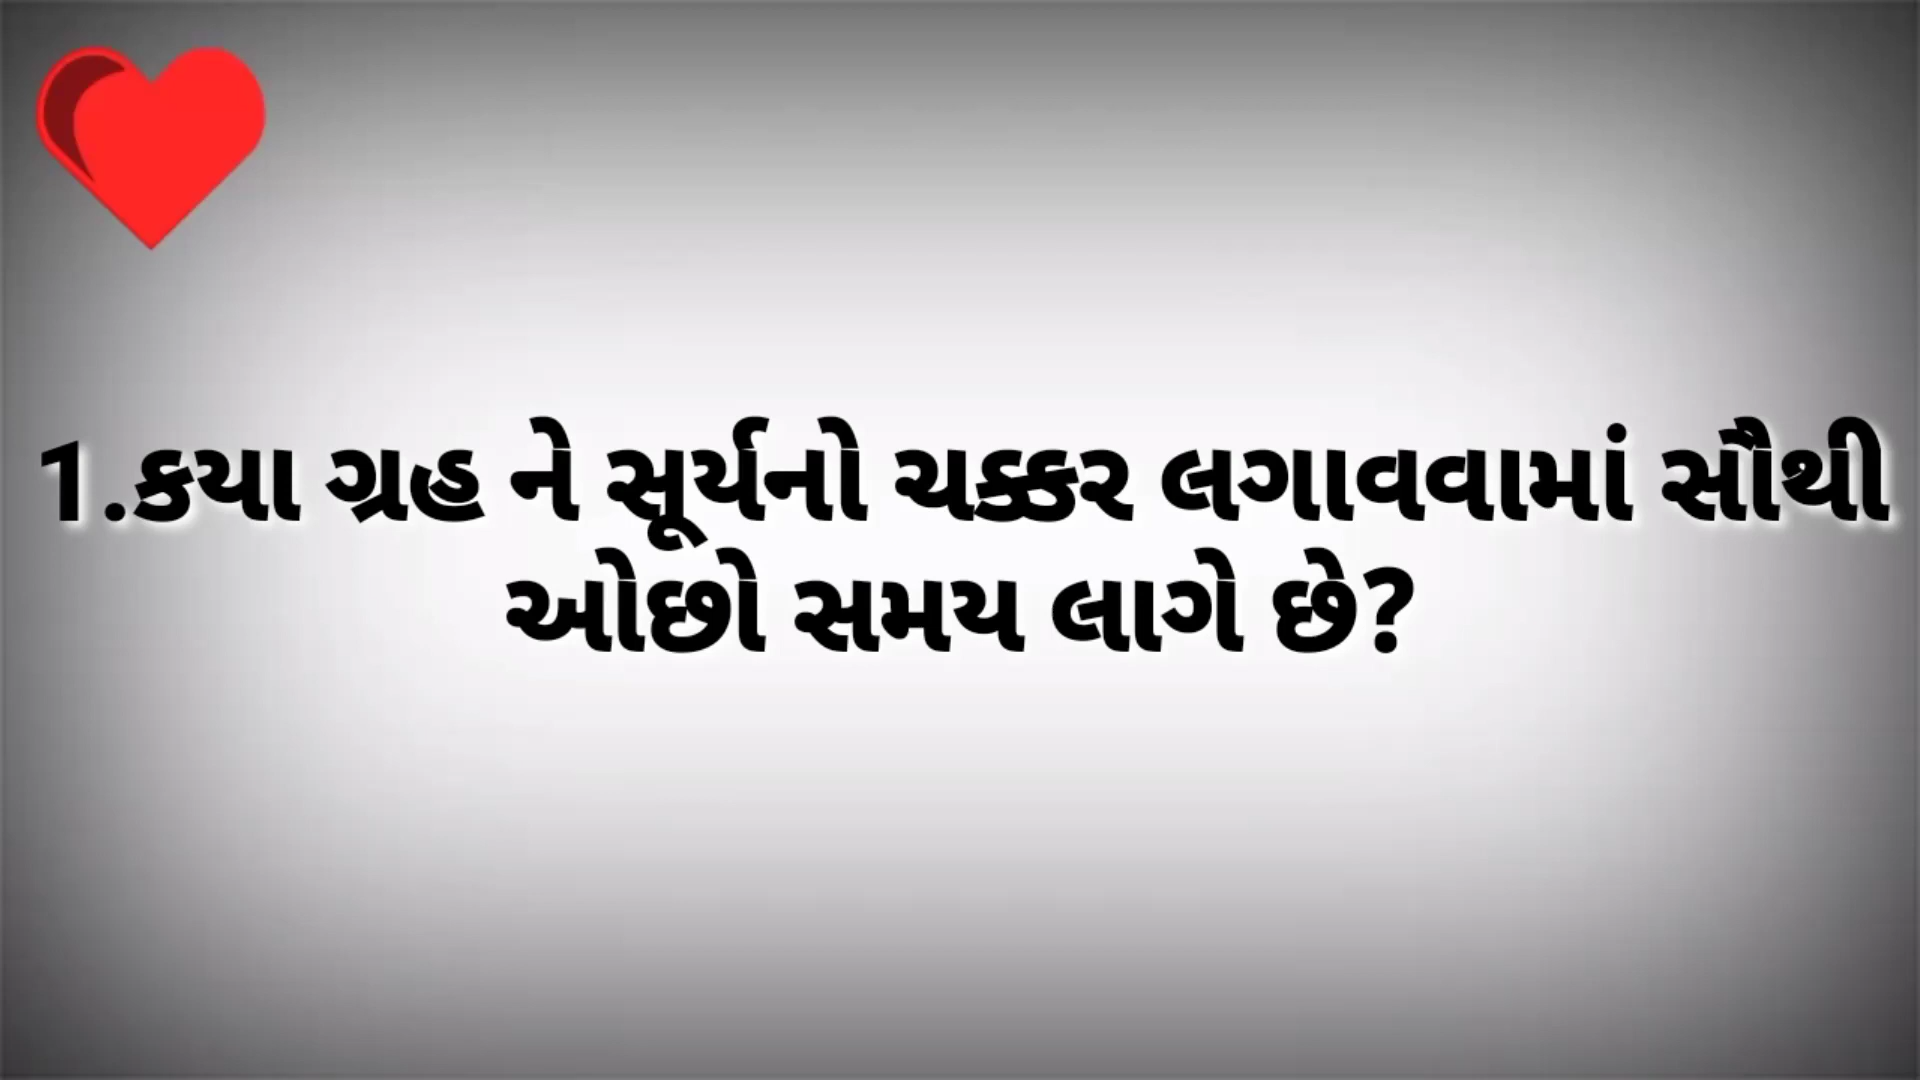 1.કયા ગ્રહ ને સૂર્યનો ચક્કર લગાવવામાં સૌથી
ઓછો સમય લાગે છે?